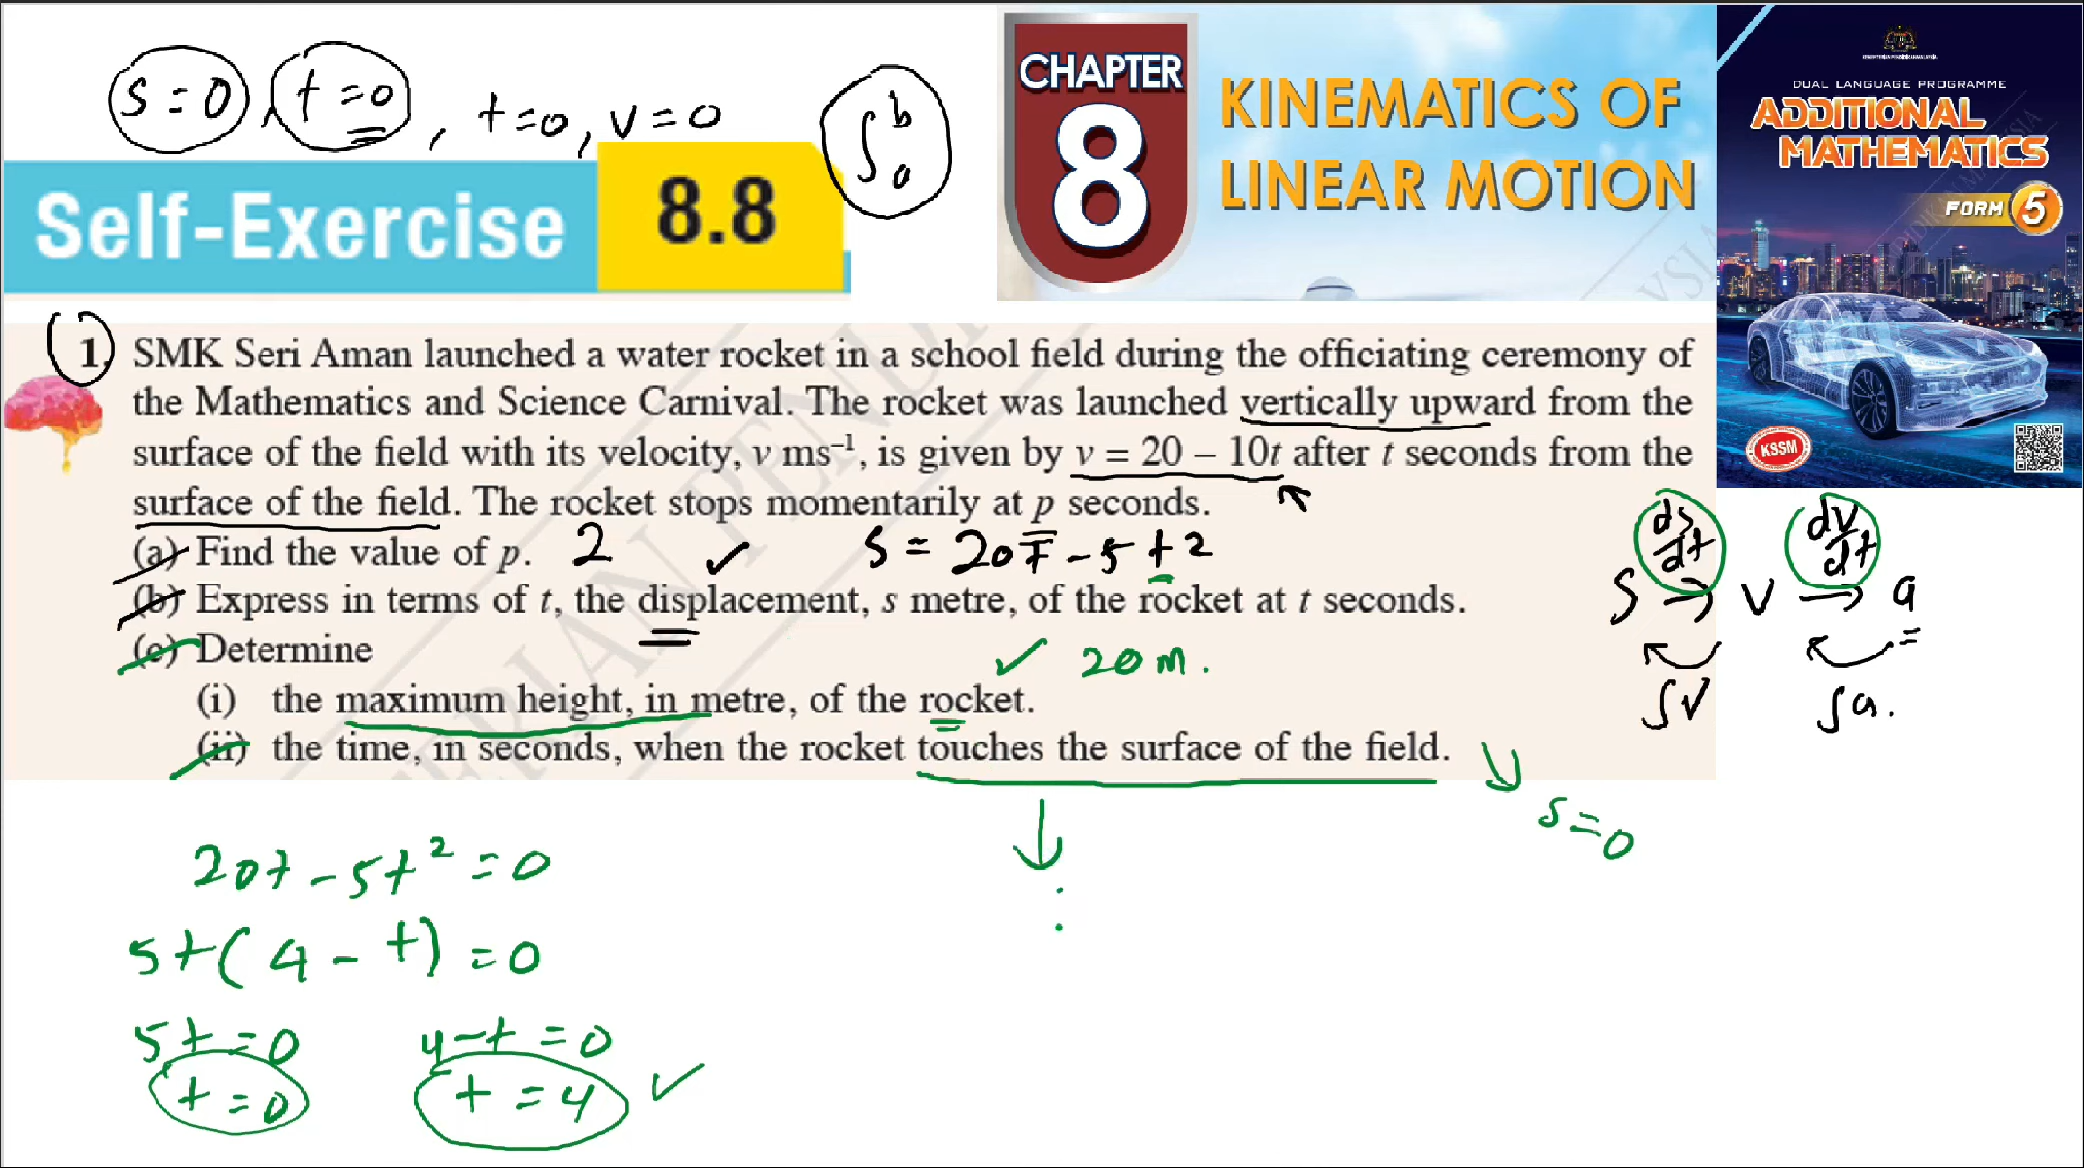 s = 0, t = 0, t = 0, v = 0
∫₀ᵇ
Self-Exercise 8.8
CHAPTER 8
KINEMATICS OF
LINEAR MOTION
DUAL LANGUAGE PROGRAMME
ADDITIONAL
MATHEMATICS
FORM 5
KSSM
1. SMK Seri Aman launched a water rocket in a school field during the officiating ceremony of
the Mathematics and Science Carnival. The rocket was launched vertically upward from the
surface of the field with its velocity, v ms⁻¹, is given by v = 20 – 10t after t seconds from the
surface of the field. The rocket stops momentarily at p seconds.
(a) Find the value of p. 2 ✓ s = 20t - 5t2
(b) Express in terms of t, the displacement, s metre, of the rocket at t seconds.
(c) Determine ✓ 20 m.
(i) the maximum height, in metre, of the rocket.
(ii) the time, in seconds, when the rocket touches the surface of the field.
ds/dt dv/dt
s → v → a
∫v ∫a.
s = 0
20t - 5t² = 0
5t(4 - t) = 0
5t = 0 4 - t = 0
t = 0 t = 4 ✓